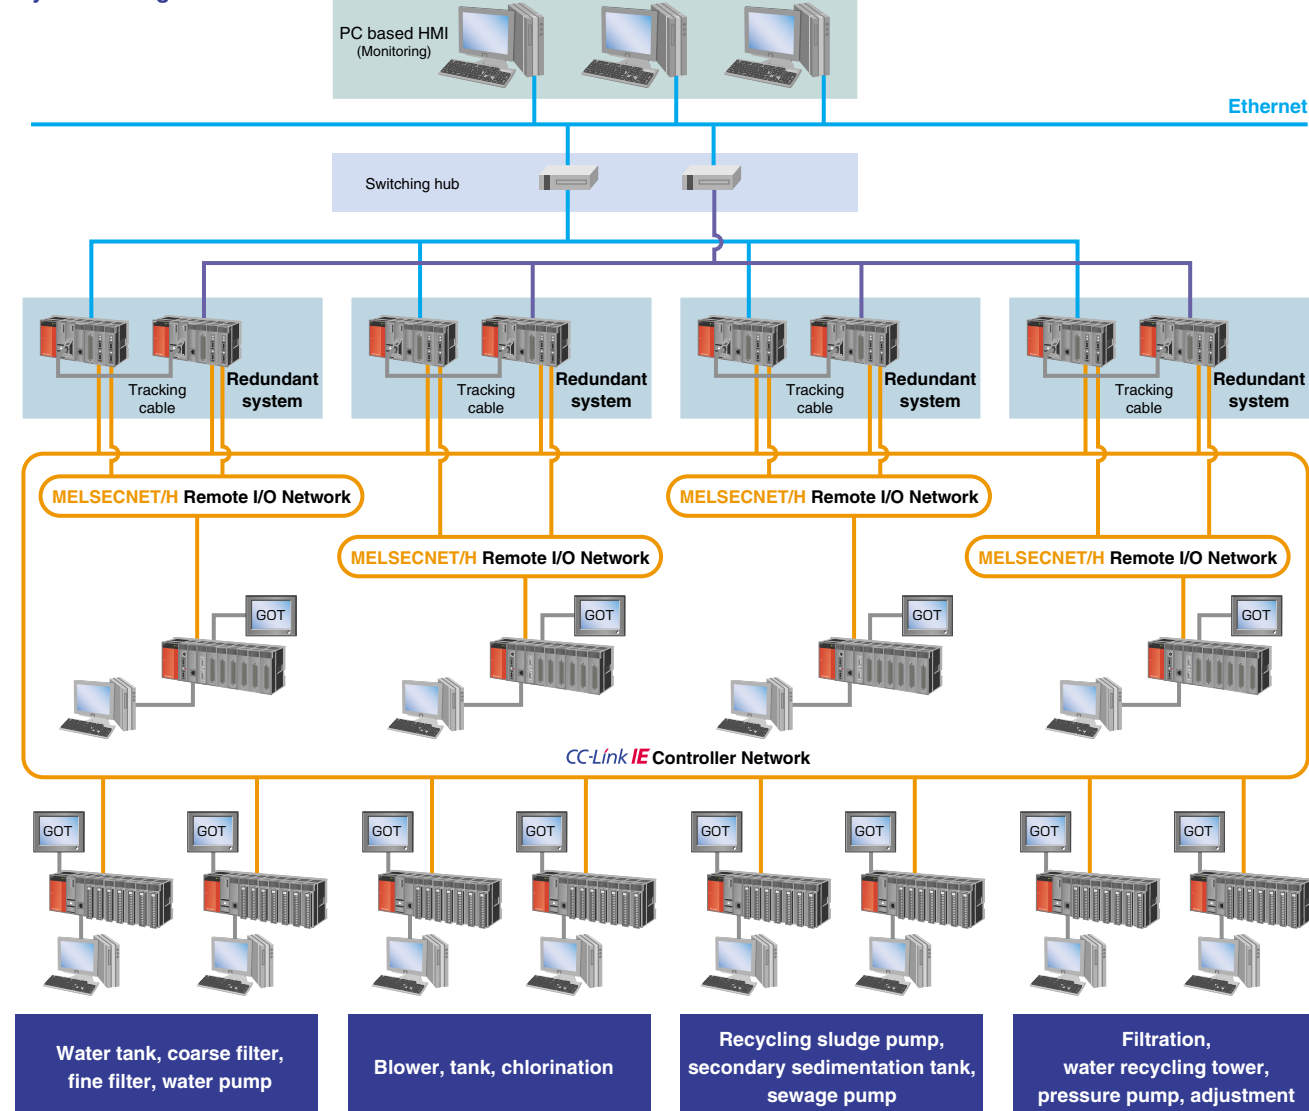 PC based HMI
(Monitoring)
Ethernet
Switching hub
Tracking
cable
Redundant
system
Tracking
cable
Redundant
system
Tracking
cable
Redundant
system
Tracking
cable
Redundant
system
MELSECNET/H Remote I/O Network
MELSECNET/H Remote I/O Network
MELSECNET/H Remote I/O Network
MELSECNET/H Remote I/O Network
GOT
GOT
GOT
GOT
CC-Link IE Controller Network
GOT
GOT
GOT
GOT
GOT
GOT
GOT
GOT
Water tank, coarse filter,
fine filter, water pump
Blower, tank, chlorination
Recycling sludge pump,
secondary sedimentation tank,
sewage pump
Filtration,
water recycling tower,
pressure pump, adjustment